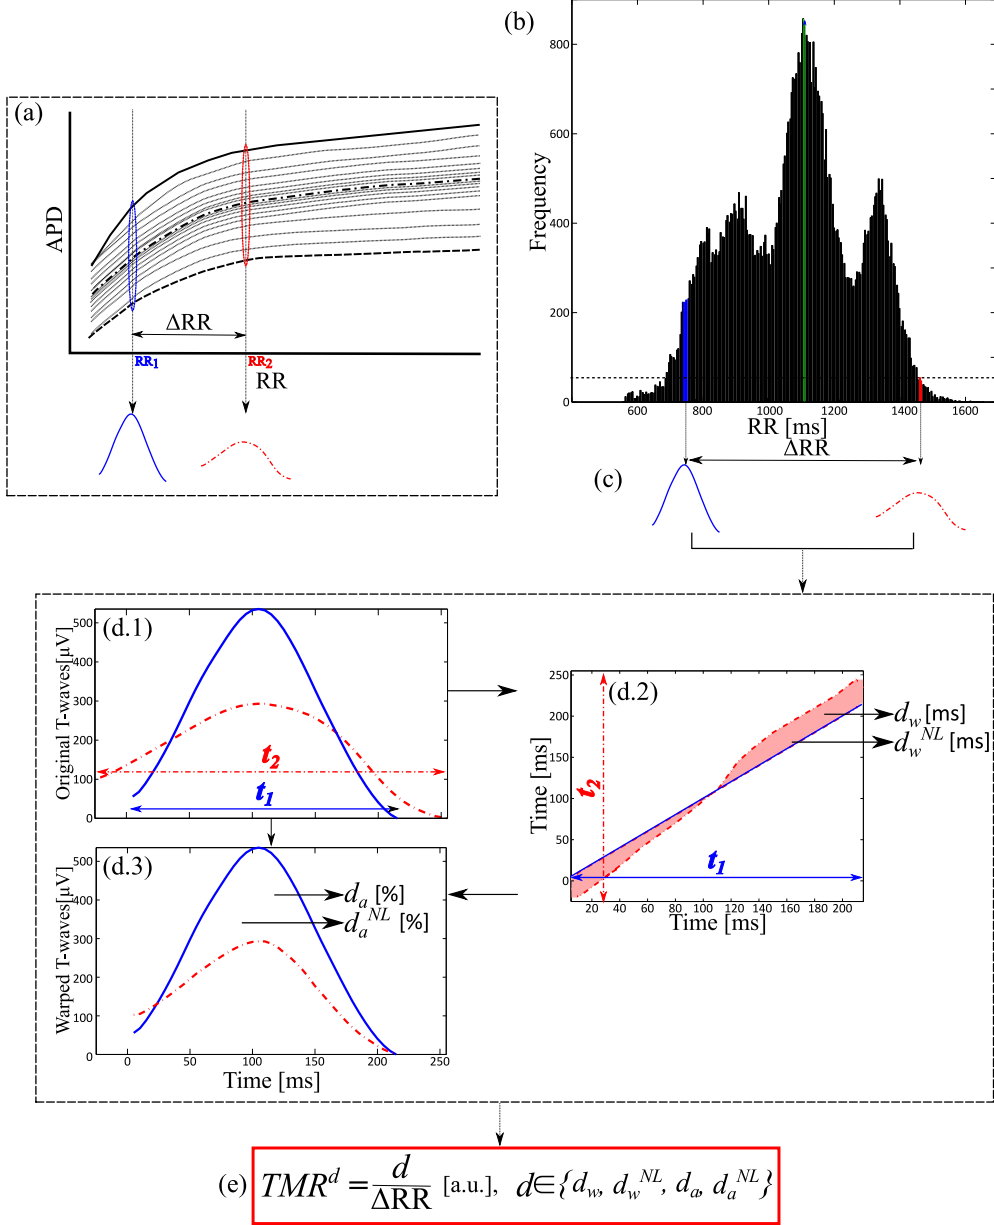 (a)
APD
ΔRR
RR1
RR2
RR
(b)
Frequency
800
600
400
200
0
600
800
1000
1200
1400
1600
RR [ms]
ΔRR
(c)
(d.1)
Original T-waves[µV]
500
400
300
200
100
0
t2
t1
(d.2)
Time [ms]
250
200
150
100
50
0
t2
t1
dw [ms]
dwNL [ms]
20
40
60
80
100
120
140
160
180
200
Time [ms]
(d.3)
Warped T-waves[µV]
500
400
300
200
100
0
da [%]
daNL [%]
0
50
100
150
200
250
Time [ms]
(e)
TMRd = d/ΔRR [a.u.], d∈{dw, dwNL, da, daNL}